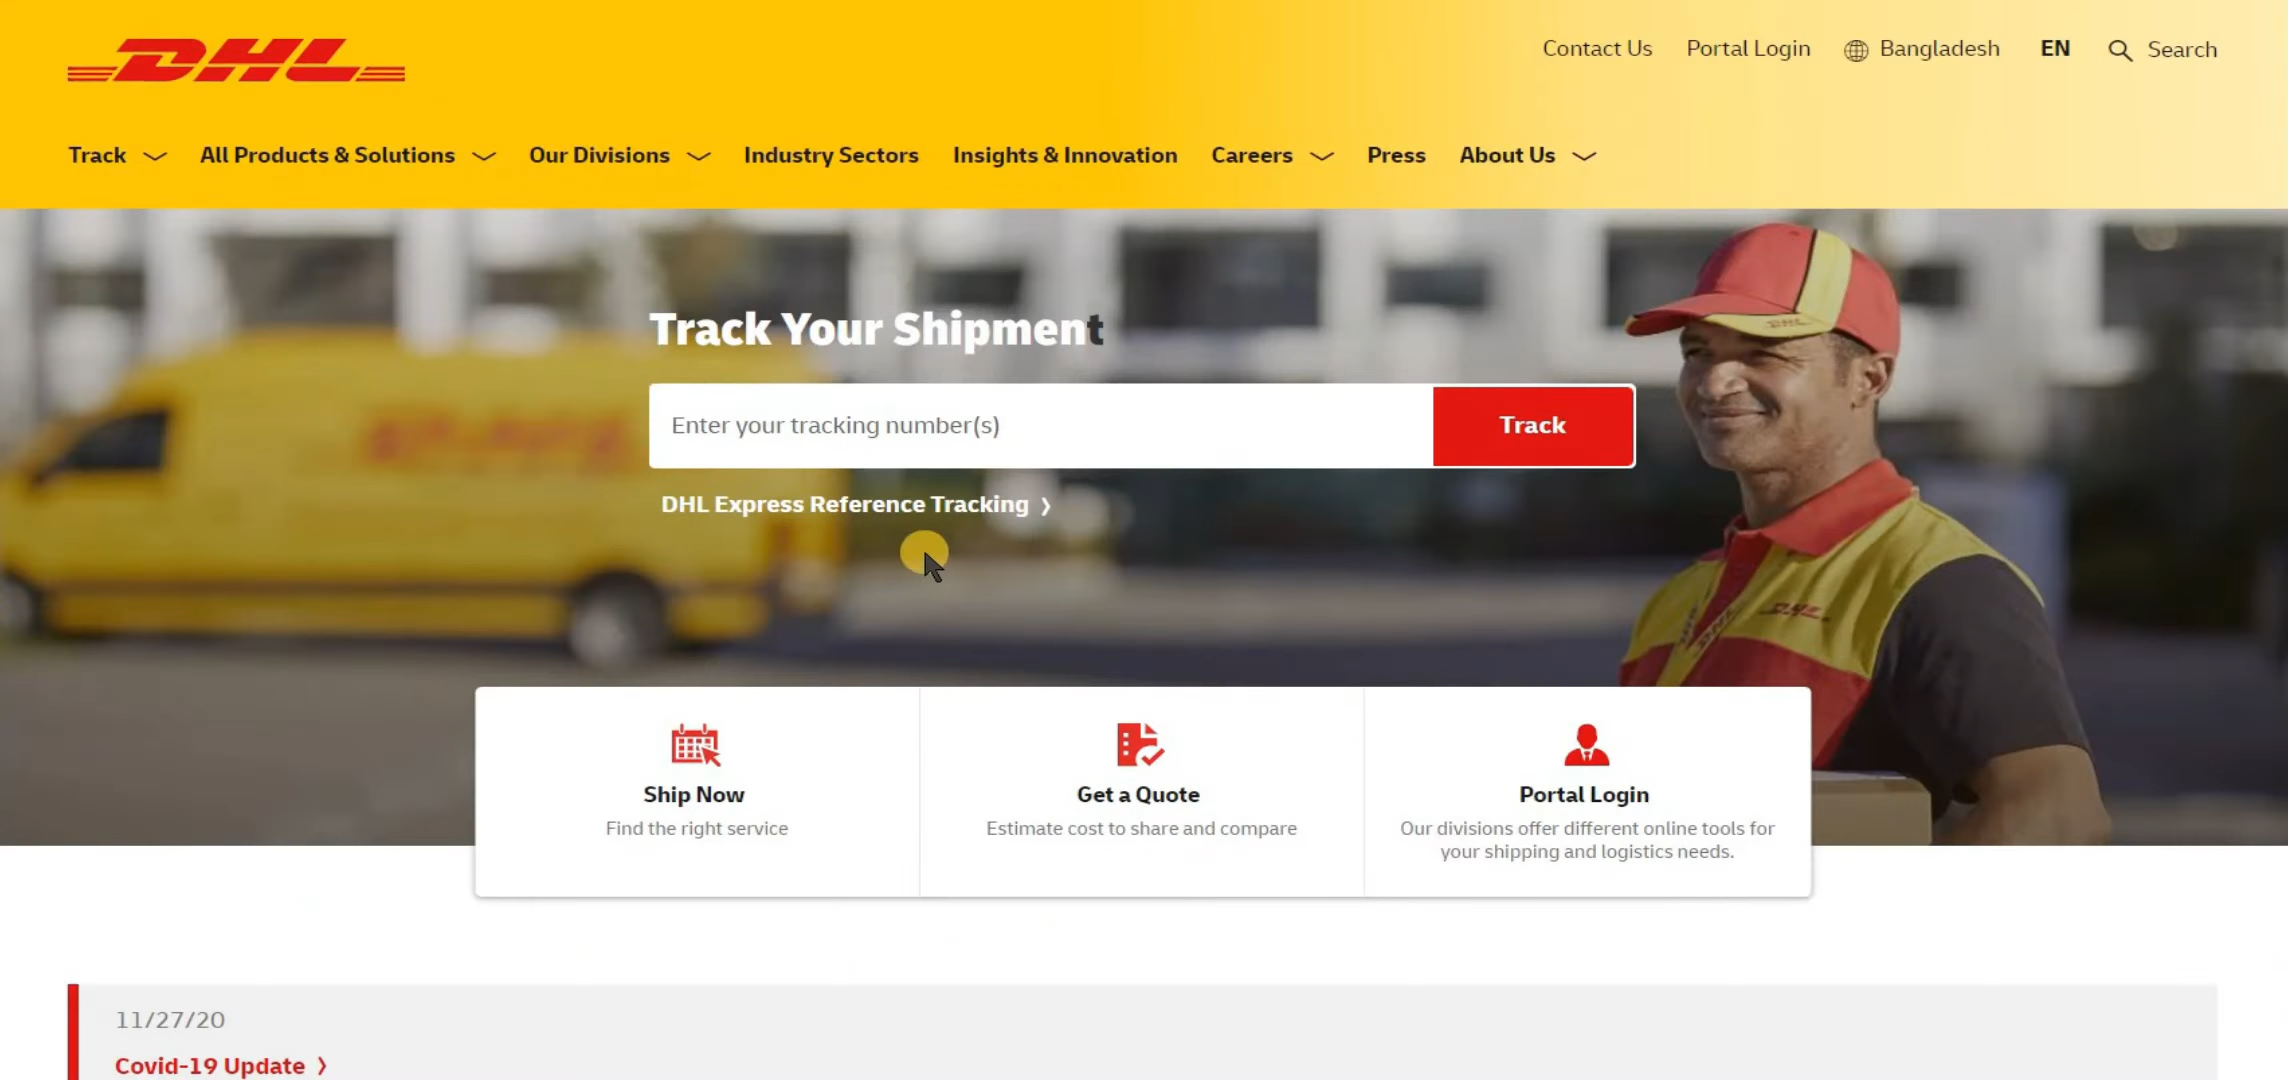 DHL
Contact Us
Portal Login
Bangladesh
EN
Search
Track
All Products & Solutions
Our Divisions
Industry Sectors
Insights & Innovation
Careers
Press
About Us
Track Your Shipment
Enter your tracking number(s)
Track
DHL Express Reference Tracking
DHL
DHL
Ship Now
Find the right service
Get a Quote
Estimate cost to share and compare
Portal Login
Our divisions offer different online tools for
your shipping and logistics needs.
11/27/20
Covid-19 Update